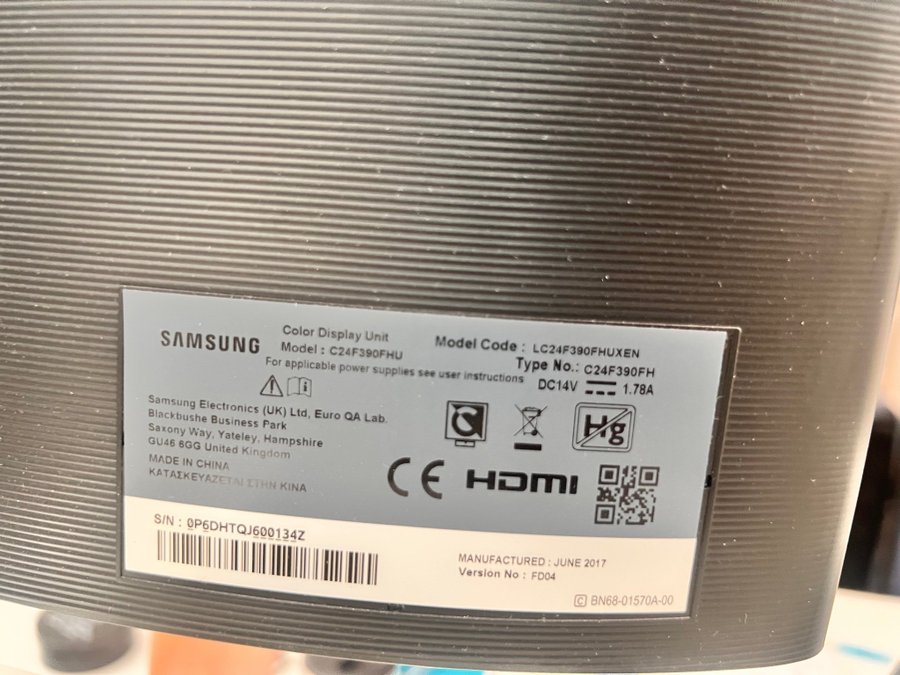 SAMSUNG
Color Display Unit
Model : C24F390FHU
Model Code : LC24F390FHUXEN
Type No.: C24F390FH
For applicable power supplies see user instructions
DC14V 1.78A
Samsung Electronics (UK) Ltd, Euro QA Lab.
Blackbushe Business Park
Saxony Way, Yateley, Hampshire
GU46 6GG United Kingdom
MADE IN CHINA
ΚΑΤΑΣΚΕΥΑΖΕΤΑΙ ΣΤΗΝ ΚΙΝΑ
Hg
CE HDMI
S/N : 0P6DHTQJ600134Z
MANUFACTURED : JUNE 2017
Version No : FD04
C BN68-01570A-00